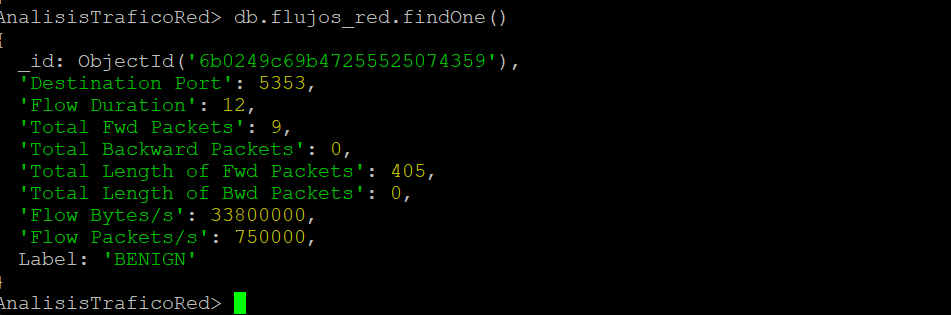 AnalisisTraficoRed> db.flujos_red.findOne()
{
  _id: ObjectId('6b0249c69b47255525074359'),
  'Destination Port': 5353,
  'Flow Duration': 12,
  'Total Fwd Packets': 9,
  'Total Backward Packets': 0,
  'Total Length of Fwd Packets': 405,
  'Total Length of Bwd Packets': 0,
  'Flow Bytes/s': 33800000,
  'Flow Packets/s': 750000,
  Label: 'BENIGN'
}
AnalisisTraficoRed>